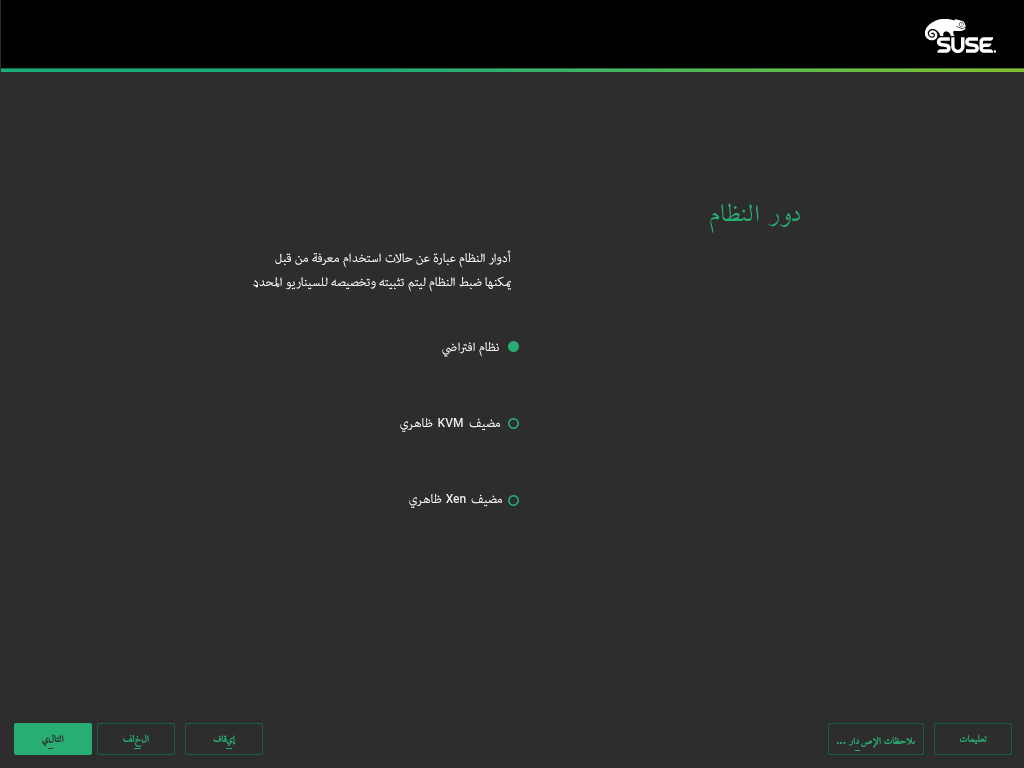 SUSE.
دور النظام
أدوار النظام عبارة عن حالات استخدام معرفة من قبل
يمكنها ضبط النظام ليتم تثبيته وتخصيصه للسيناريو المحدد
نظام افتراضي
مضيف KVM ظاهري
مضيف Xen ظاهري
تعليمات
ملاحظات الإصدار ...
إيقاف
الخلف
التالي